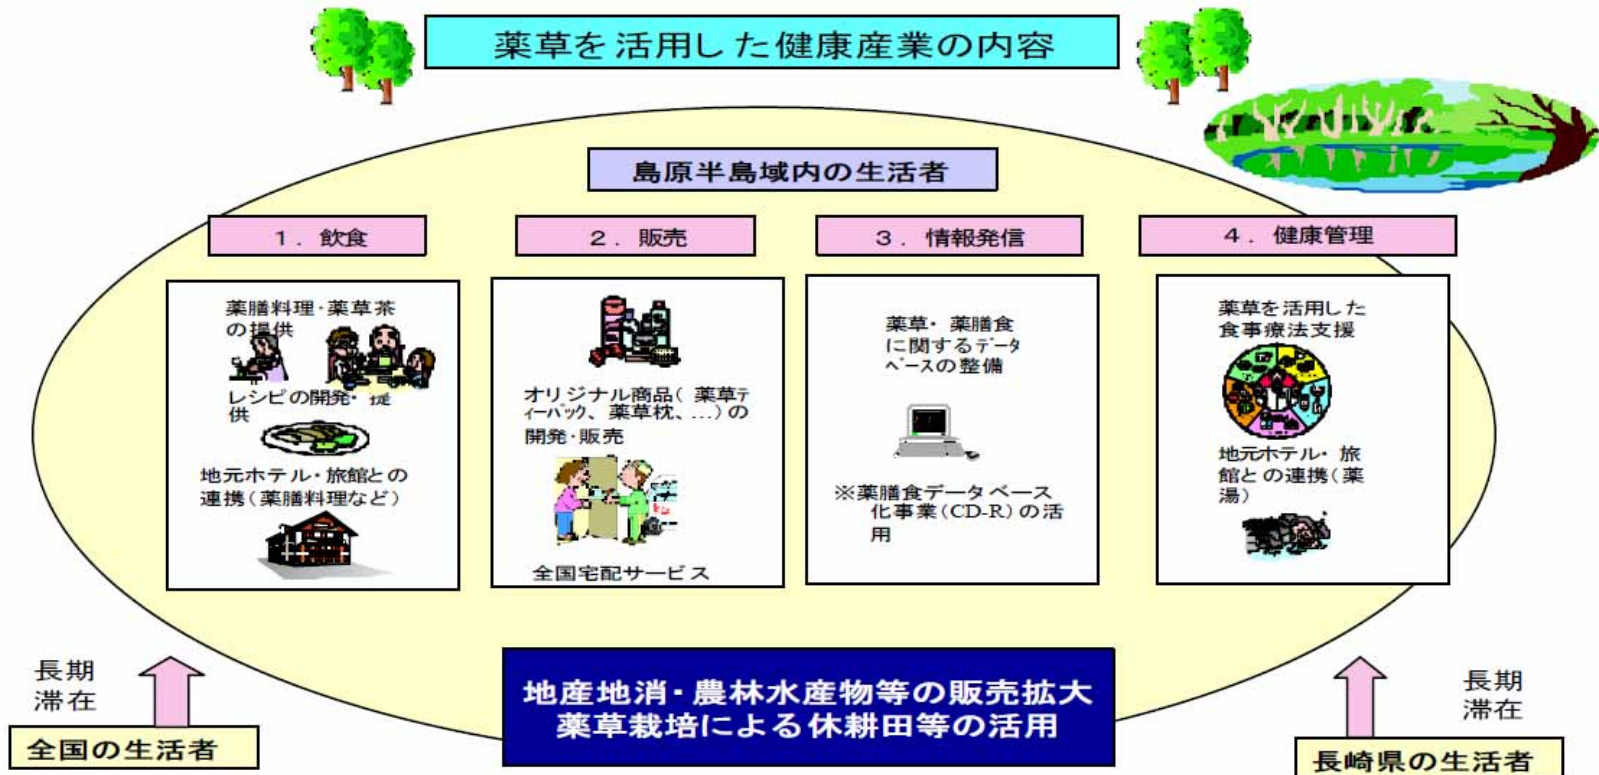 薬草を活用した健康産業の内容
島原半島域内の生活者
1．飲食
薬膳料理・薬草茶
の提供
レシピの開発・提
供
地元ホテル・旅館との
連携（薬膳料理など）
2．販売
オリジナル商品（薬草テ
ィーパック、薬草枕、...）の
開発・販売
全国宅配サービス
3．情報発信
薬草・薬膳食
に関するデータ
ベースの整備
※薬膳食データベース
化事業（CD-R）の活
用
4．健康管理
薬草を活用した
食事療法支援
地元ホテル・旅
館との連携（薬
湯）
長期
滞在
全国の生活者
地産地消・農林水産物等の販売拡大
薬草栽培による休耕田等の活用
長期
滞在
長崎県の生活者